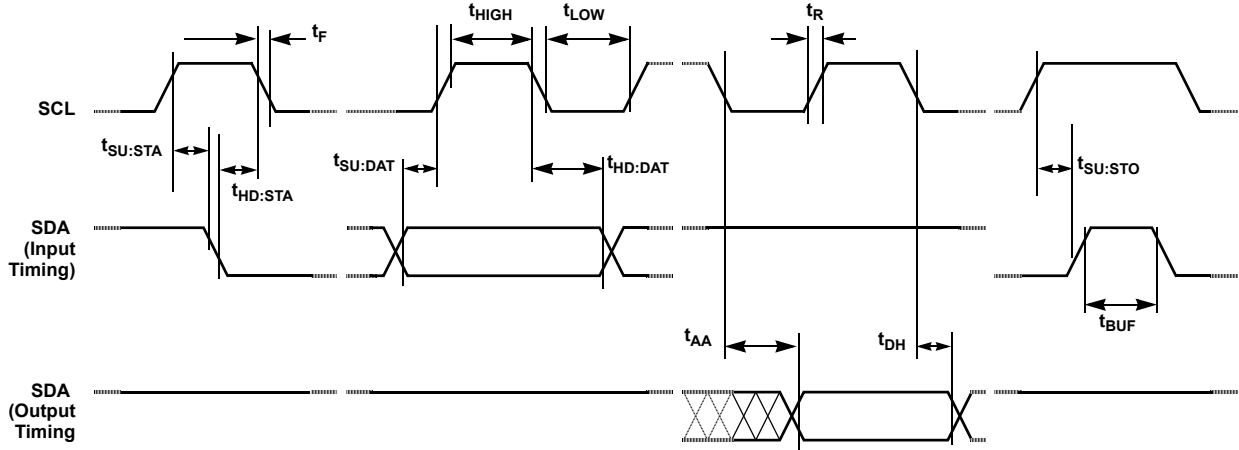 tF
tHIGH
tLOW
tR
SCL
tSU:STA
tHD:STA
tSU:DAT
tHD:DAT
tSU:STO
SDA
(Input
Timing)
tBUF
tAA
tDH
SDA
(Output
Timing